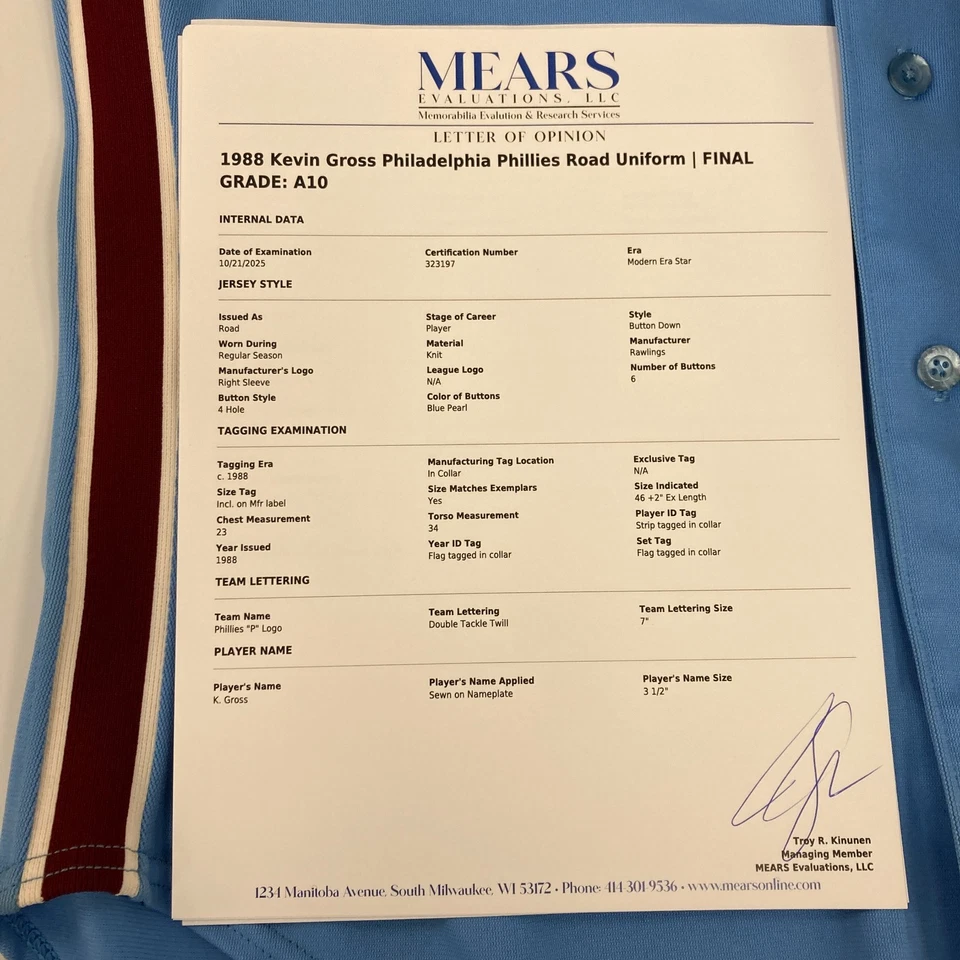 MEARS
EVALUATIONS, LLC
Memorabilia Evalution & Research Services
LETTER OF OPINION
1988 Kevin Gross Philadelphia Phillies Road Uniform | FINAL
GRADE: A10
INTERNAL DATA
Date of Examination
10/21/2025
Certification Number
323197
Era
Modern Era Star
JERSEY STYLE
Issued As
Road
Stage of Career
Player
Style
Button Down
Worn During
Regular Season
Material
Knit
Manufacturer
Rawlings
Manufacturer's Logo
Right Sleeve
League Logo
N/A
Number of Buttons
6
Button Style
4 Hole
Color of Buttons
Blue Pearl
TAGGING EXAMINATION
Tagging Era
c. 1988
Manufacturing Tag Location
In Collar
Exclusive Tag
N/A
Size Tag
Incl. on Mfr label
Size Matches Exemplars
Yes
Size Indicated
46 +2" Ex Length
Chest Measurement
23
Torso Measurement
34
Player ID Tag
Strip tagged in collar
Year Issued
1988
Year ID Tag
Flag tagged in collar
Set Tag
Flag tagged in collar
TEAM LETTERING
Team Name
Phillies "P" Logo
Team Lettering
Double Tackle Twill
Team Lettering Size
7"
PLAYER NAME
Player's Name
K. Gross
Player's Name Applied
Sewn on Nameplate
Player's Name Size
3 1/2"
Troy R. Kinunen
Managing Member
MEARS Evaluations, LLC
1234 Manitoba Avenue, South Milwaukee, WI 53172 • Phone: 414-301-9536 • www.mearsonline.com